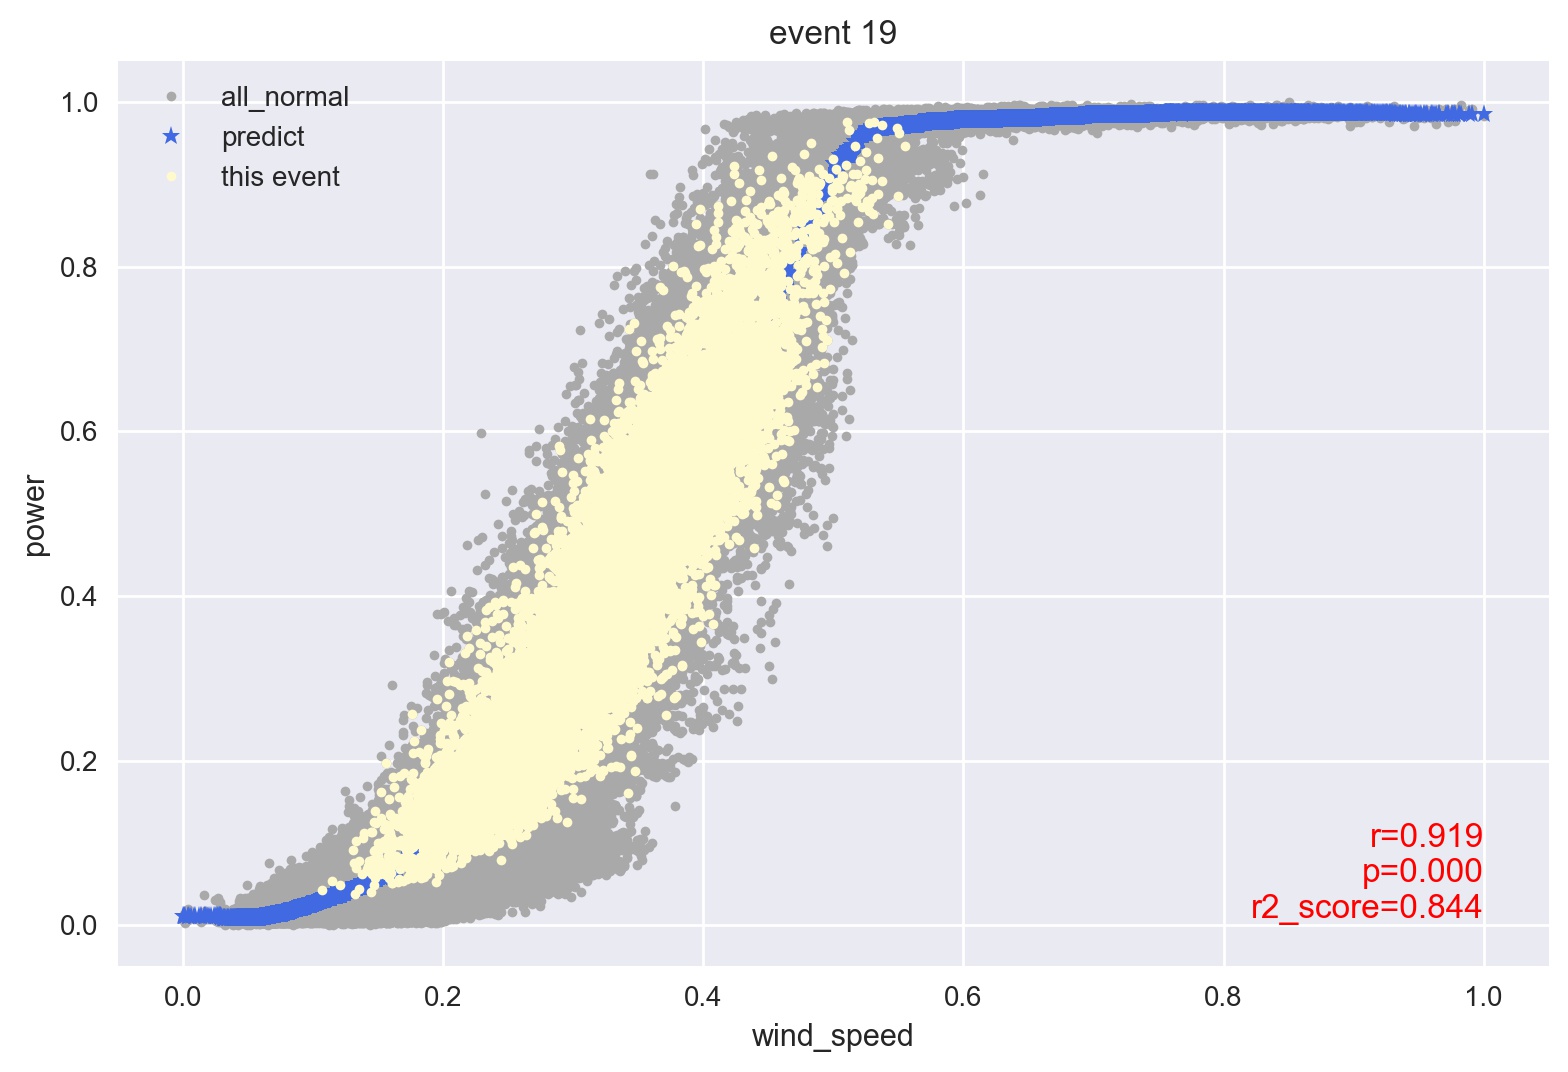 event 19
all_normal
predict
this event
1.0
0.8
0.6
0.4
0.2
0.0
power
r=0.919
p=0.000
r2_score=0.844
0.0 0.2 0.4 0.6 0.8 1.0
wind_speed